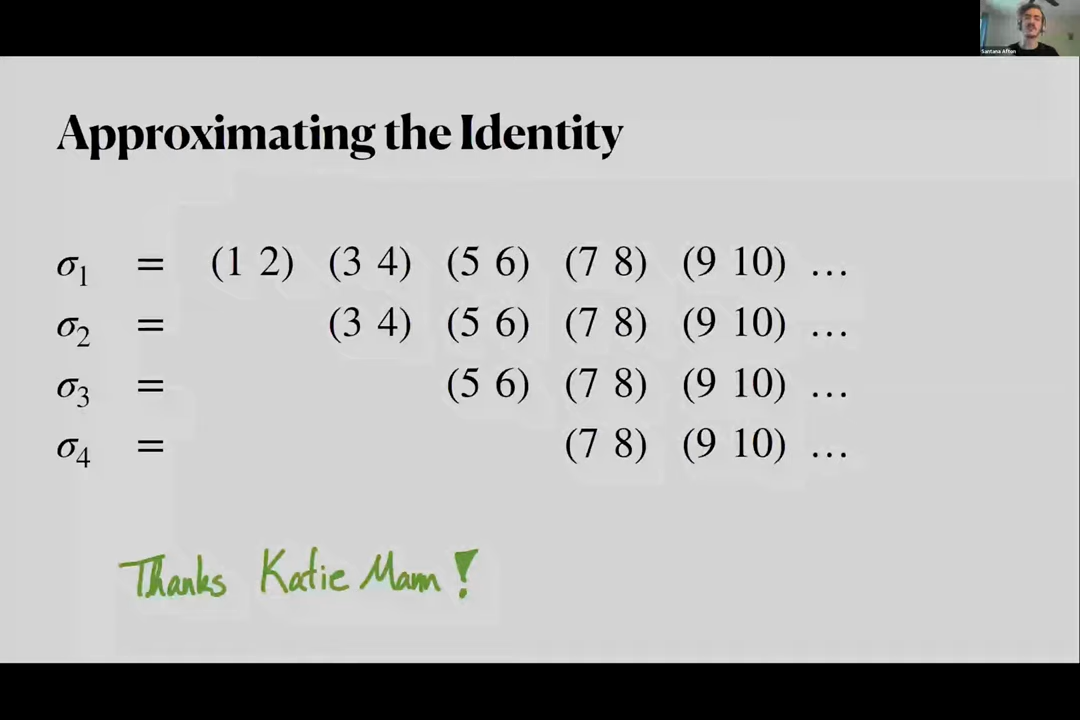 Santana Afton
Approximating the Identity
σ₁ = (1 2) (3 4) (5 6) (7 8) (9 10) …
σ₂ = (3 4) (5 6) (7 8) (9 10) …
σ₃ = (5 6) (7 8) (9 10) …
σ₄ = (7 8) (9 10) …
Thanks Katie Mann!